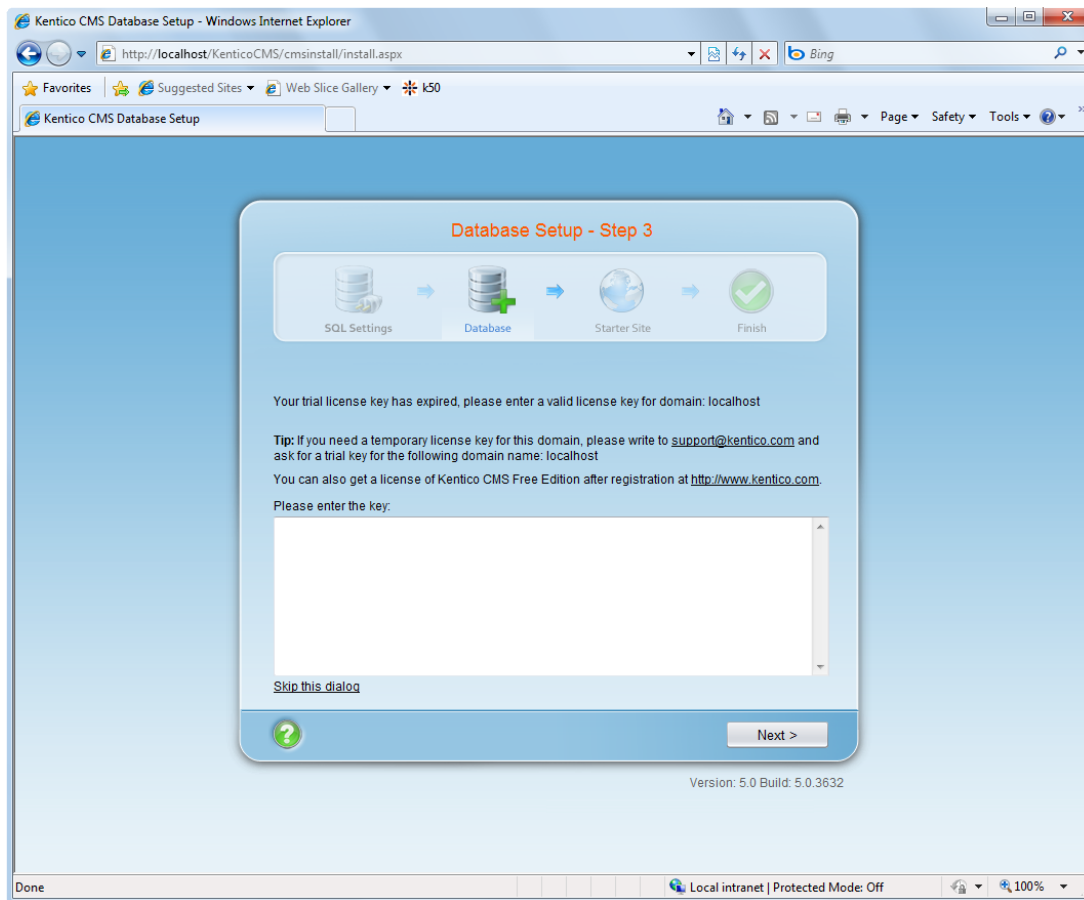 Kentico CMS Database Setup - Windows Internet Explorer
http://localhost/KenticoCMS/cmsinstall/install.aspx
Bing
Favorites Suggested Sites Web Slice Gallery k50
Kentico CMS Database Setup
Page Safety Tools
Database Setup - Step 3
SQL Settings Database Starter Site Finish
Your trial license key has expired, please enter a valid license key for domain: localhost
Tip: If you need a temporary license key for this domain, please write to support@kentico.com and
ask for a trial key for the following domain name: localhost
You can also get a license of Kentico CMS Free Edition after registration at http://www.kentico.com.
Please enter the key:
Skip this dialog
Next >
Version: 5.0 Build: 5.0.3632
Done Local intranet | Protected Mode: Off 100%